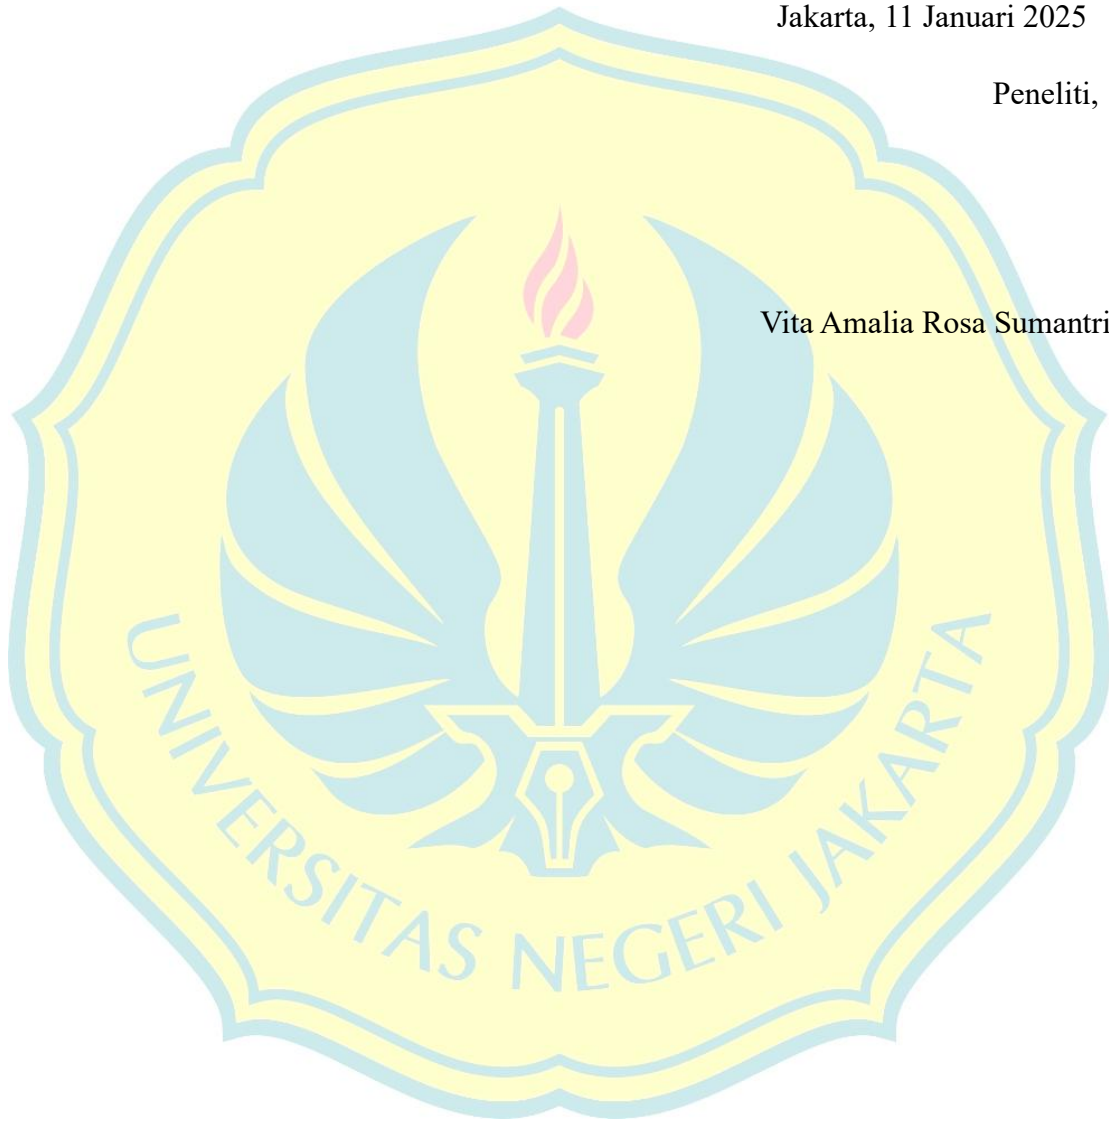 Jakarta, 11 Januari 2025
Peneliti,
Vita Amalia Rosa Sumantri
UNIVERSITAS NEGERI JAKARTA